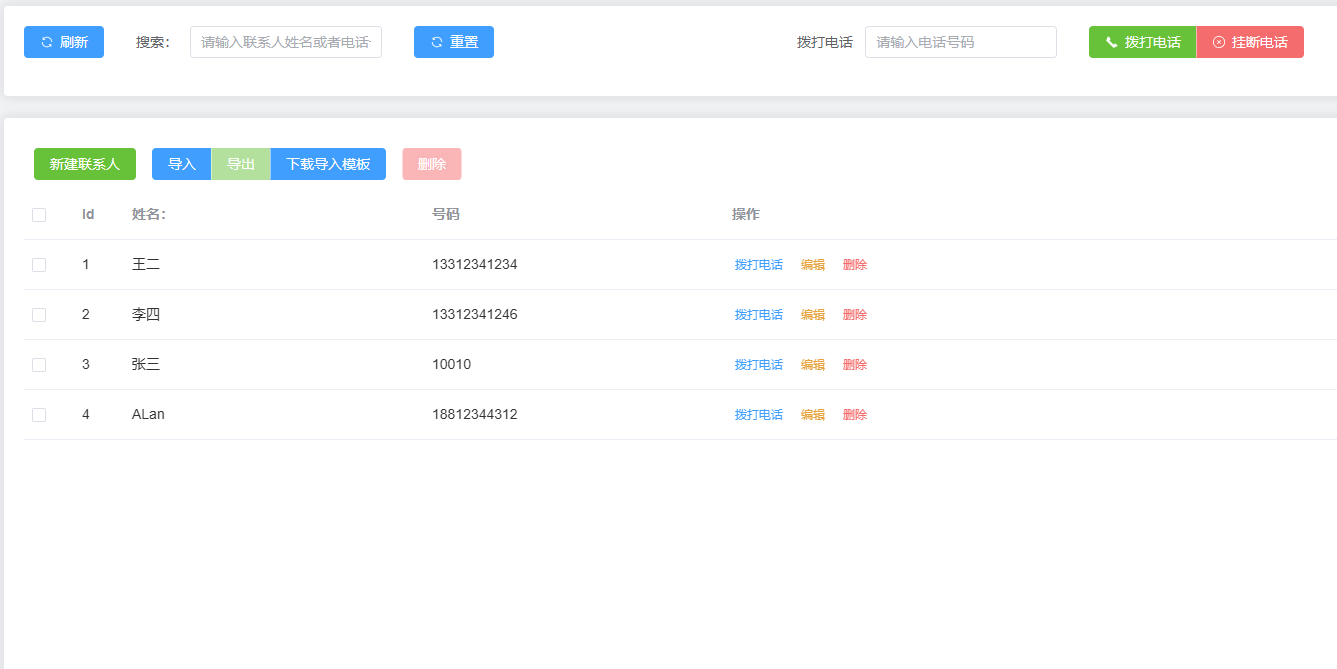 刷新 搜索: 请输入联系人姓名或者电话 重置 拨打电话 请输入电话号码 拨打电话 挂断电话
新建联系人 导入 导出 下载导入模板 删除
Id 姓名: 号码 操作
1 王二 13312341234 拨打电话 编辑 删除
2 李四 13312341246 拨打电话 编辑 删除
3 张三 10010 拨打电话 编辑 删除
4 ALan 18812344312 拨打电话 编辑 删除